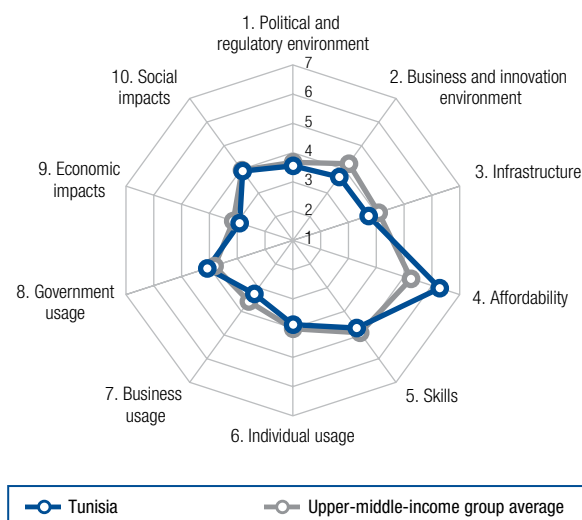 1. Political and
regulatory environment
2. Business and innovation
environment
3. Infrastructure
4. Affordability
5. Skills
6. Individual usage
7. Business
usage
8. Government
usage
9. Economic
impacts
10. Social
impacts
7
6
5
4
3
2
1
Tunisia
Upper-middle-income group average